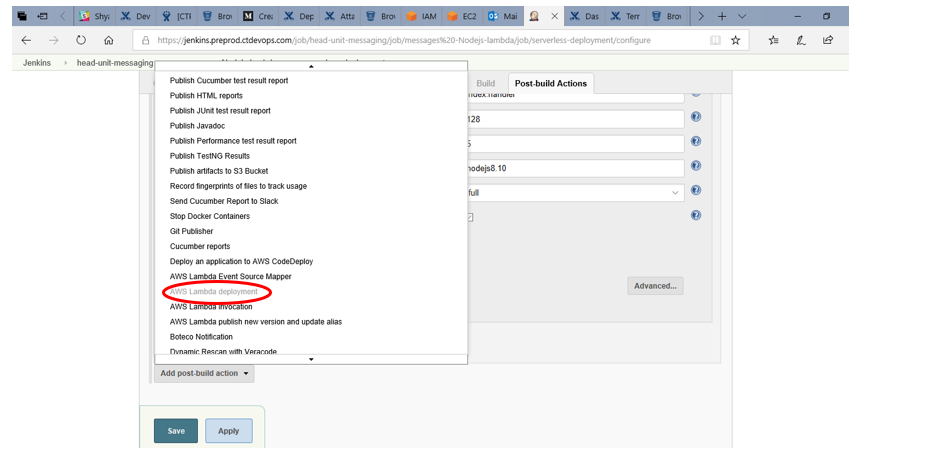 Shy
Dev
[CTF
Brov
Crea
Dep
Atta
Brov
IAM
EC2
Mai
Das
Terr
Brov
https://jenkins.preprod.ctdevops.com/job/head-unit-messaging/job/messages%20-Nodejs-lambda/job/serverless-deployment/configure
Jenkins
head-unit-messaging
Build
Post-build Actions
Publish Cucumber test result report
Publish HTML reports
index.handler
Publish JUnit test result report
128
Publish Javadoc
Publish Performance test result report
5
Publish TestNG Results
Publish artifacts to S3 Bucket
nodejs8.10
Record fingerprints of files to track usage
full
Send Cucumber Report to Slack
Stop Docker Containers
Git Publisher
Cucumber reports
Deploy an application to AWS CodeDeploy
AWS Lambda Event Source Mapper
AWS Lambda deployment
Advanced...
AWS Lambda invocation
AWS Lambda publish new version and update alias
Boteco Notification
Dynamic Rescan with Veracode
Add post-build action
Save
Apply